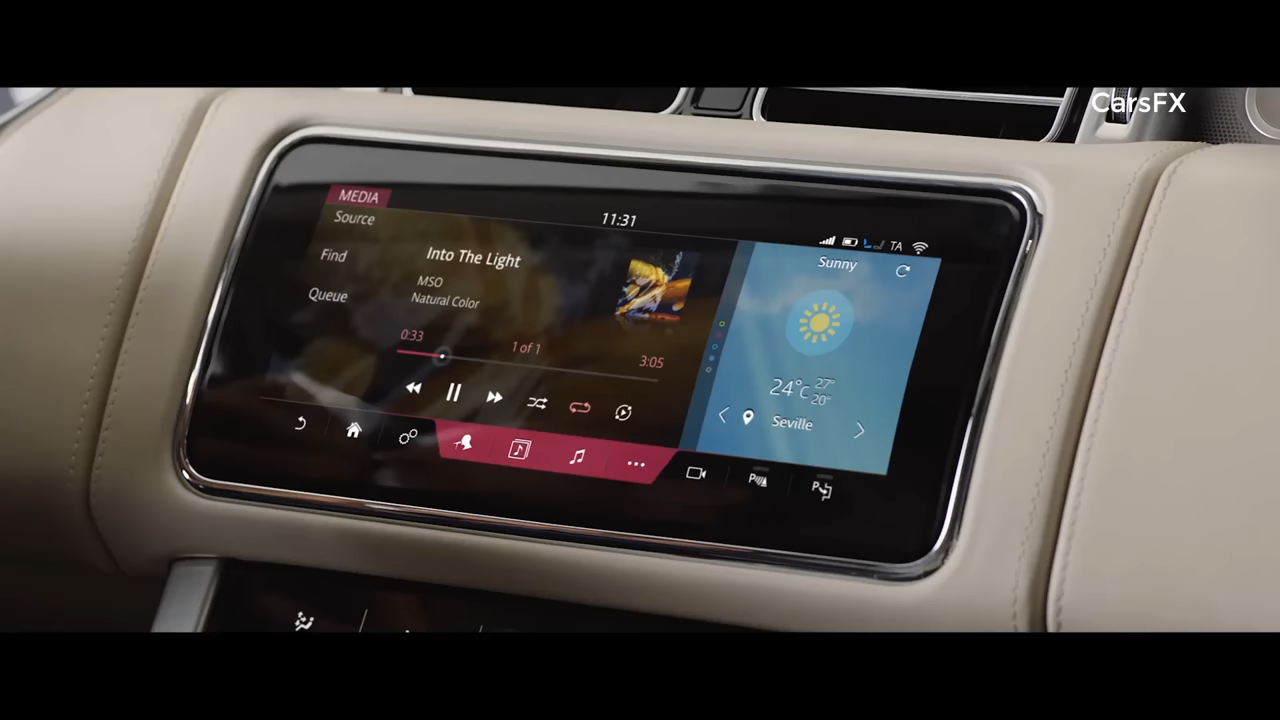 CarsFX
MEDIA
11:31
TA
Source
Find
Queue
Into The Light
MSO
Natural Color
0:33
1 of 1
3:05
Sunny
24°C
27°
20°
Seville
P
P